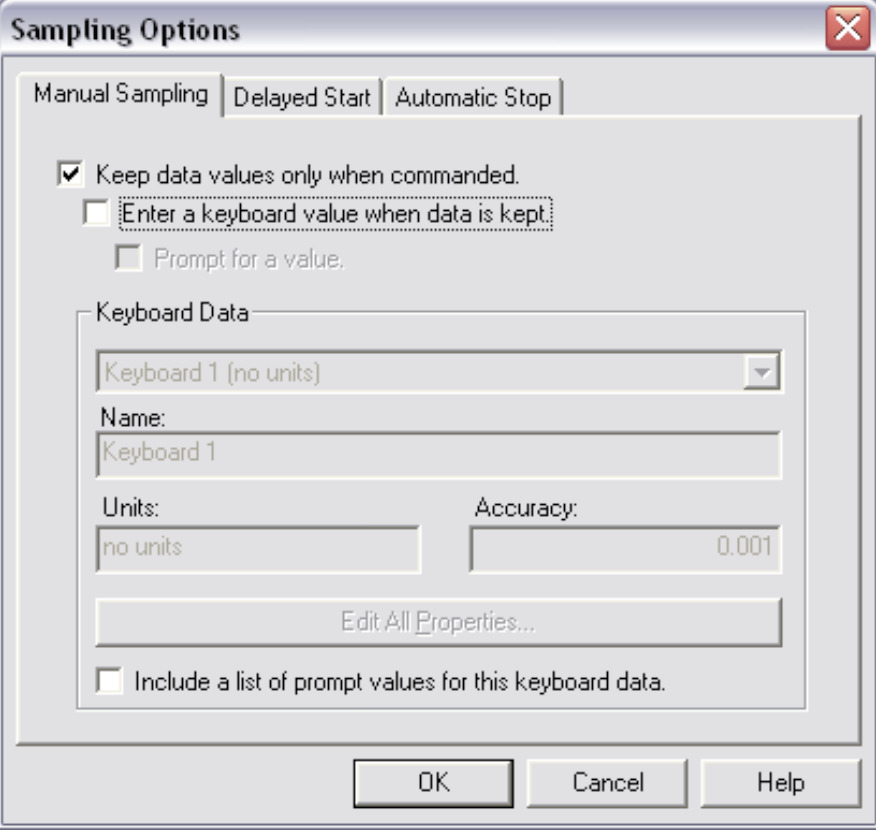 Sampling Options
Manual Sampling Delayed Start Automatic Stop
Keep data values only when commanded.
Enter a keyboard value when data is kept.
Prompt for a value.
Keyboard Data
Keyboard 1 (no units)
Name:
Keyboard 1
Units: Accuracy:
no units 0.001
Edit All Properties...
Include a list of prompt values for this keyboard data.
OK Cancel Help